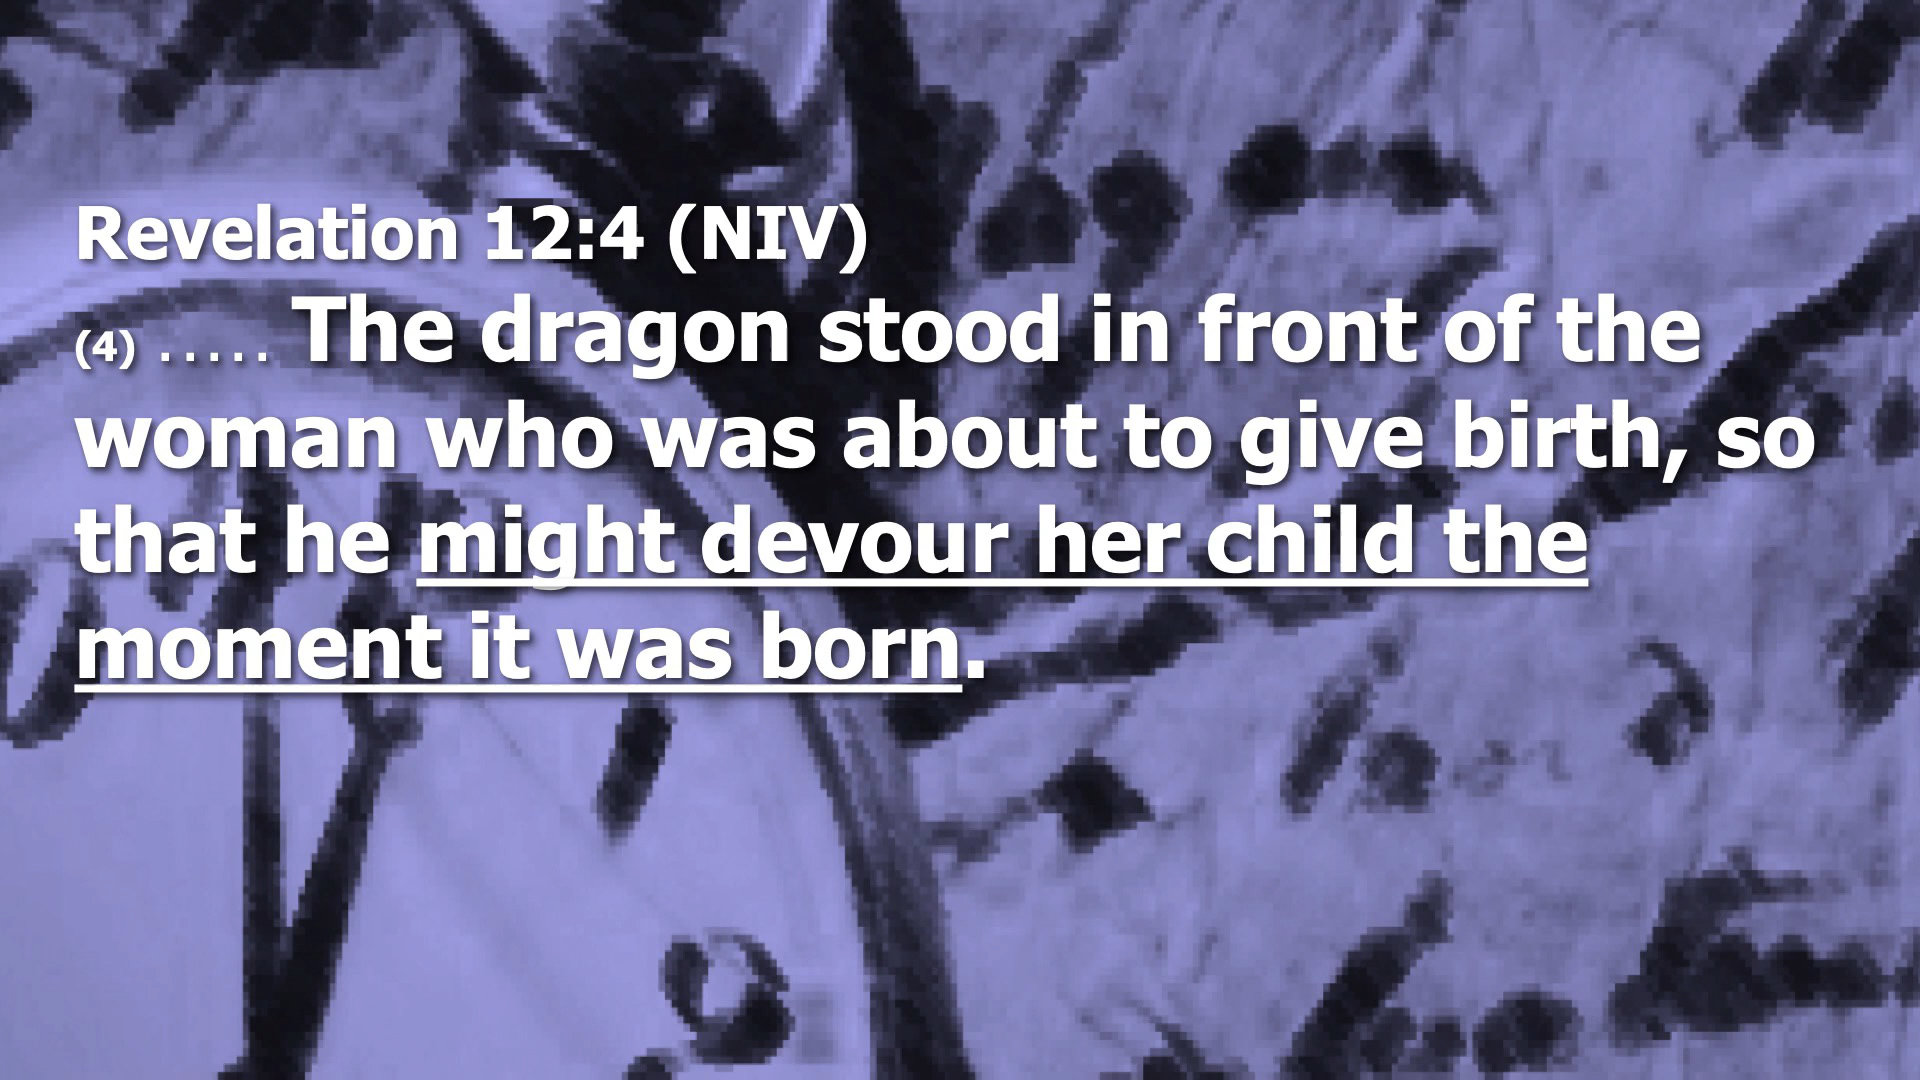 Revelation 12:4 (NIV)
(4) ..... The dragon stood in front of the
woman who was about to give birth, so
that he might devour her child the
moment it was born.